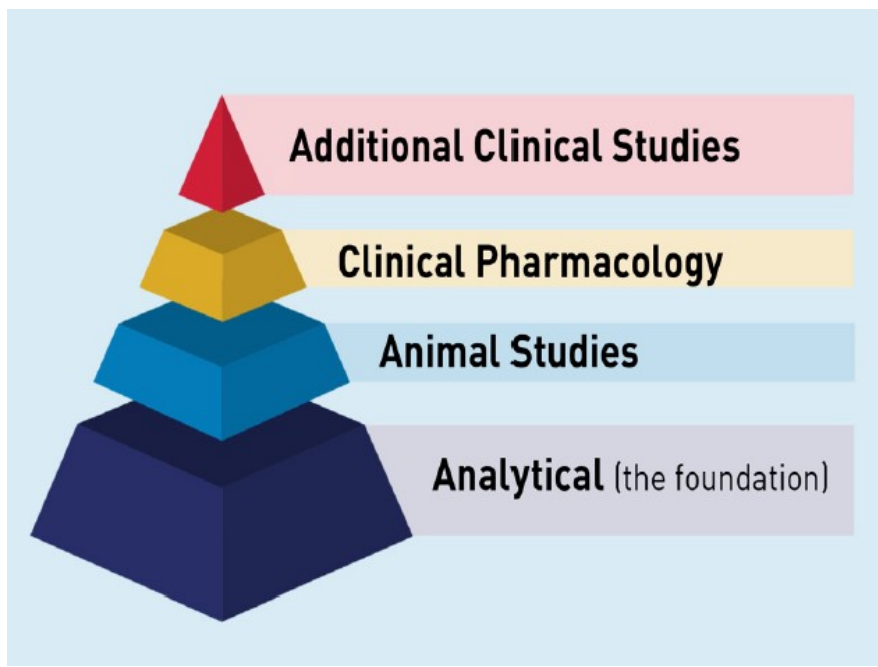 Additional Clinical Studies
Clinical Pharmacology
Animal Studies
Analytical (the foundation)